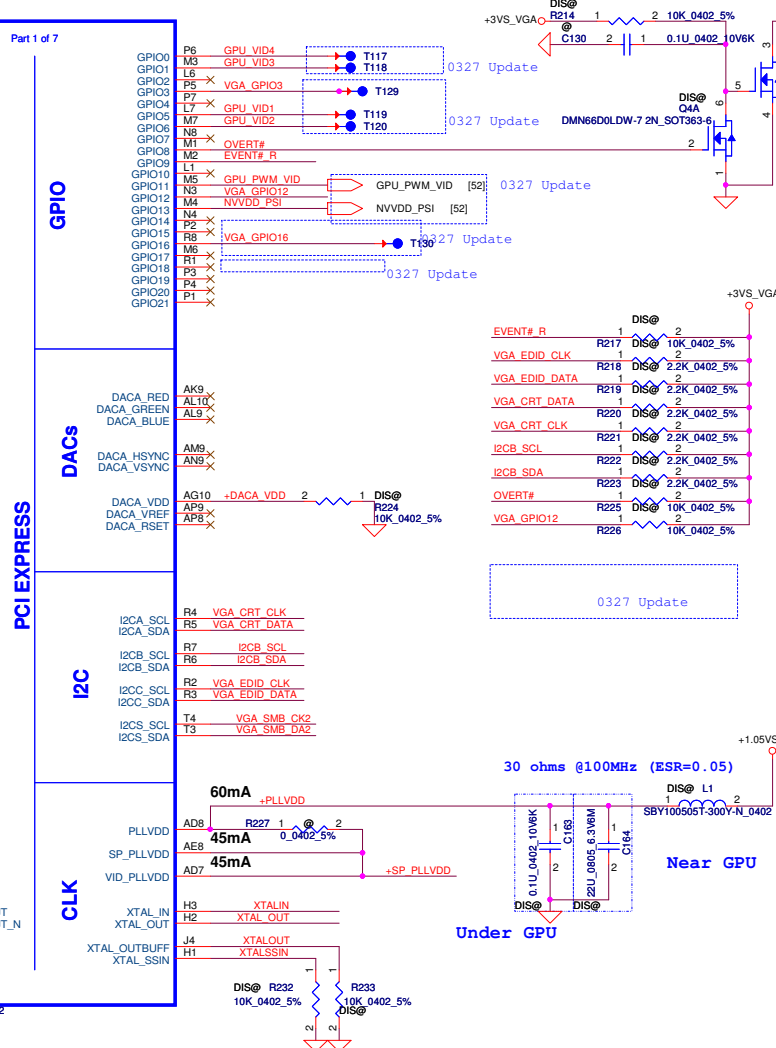 Part 1 of 7
GPIO
GPIO0 P6 GPU_VID4 T117
GPIO1 M3 GPU_VID3 T118
GPIO2 L6
GPIO3 P5 VGA_GPIO3 T129
GPIO4 P7
GPIO5 L7 GPU_VID1 T119
GPIO6 M7 GPU_VID2 T120
GPIO7 N8
GPIO8 M1 OVERT#
GPIO9 M2 EVENT#_R
GPIO10 L1
GPIO11 M5 GPU_PWM_VID GPU_PWM_VID [52]
GPIO12 N3 VGA_GPIO12
GPIO13 M4 NVVDD_PSI NVVDD_PSI [52]
GPIO14 N4
GPIO15 P2
GPIO16 R8 VGA_GPIO16 T130
GPIO17 M6
GPIO18 R1
GPIO19 P3
GPIO20 P4
GPIO21 P1
0327 Update
0327 Update
0327 Update
0327 Update
0327 Update
DIS@
+3VS_VGA R214 1 2 10K_0402_5%
@
C130 2 1 0.1U_0402_10V6K
3
5
4
6
DIS@
Q4A
DMN66D0LDW-7 2N_SOT363-6
2
1
+3VS_VGA
DIS@
EVENT#_R 1 2
R217 DIS@ 10K_0402_5%
VGA_EDID_CLK 1 2
R218 DIS@ 2.2K_0402_5%
VGA_EDID_DATA 1 2
R219 DIS@ 2.2K_0402_5%
VGA_CRT_DATA 1 2
R220 DIS@ 2.2K_0402_5%
VGA_CRT_CLK 1 2
R221 DIS@ 2.2K_0402_5%
I2CB_SCL 1 2
R222 DIS@ 2.2K_0402_5%
I2CB_SDA 1 2
R223 DIS@ 2.2K_0402_5%
OVERT# 1 2
R225 DIS@ 10K_0402_5%
VGA_GPIO12 1 2
R226 10K_0402_5%
0327 Update
PCI EXPRESS
DACs
DACA_RED AK9
DACA_GREEN AL10
DACA_BLUE AL9
DACA_HSYNC AM9
DACA_VSYNC AN9
DACA_VDD AG10 +DACA_VDD 2 1 DIS@
DACA_VREF AP9 R224
DACA_RSET AP8 10K_0402_5%
I2C
I2CA_SCL R4 VGA_CRT_CLK
I2CA_SDA R5 VGA_CRT_DATA
I2CB_SCL R7 I2CB_SCL
I2CB_SDA R6 I2CB_SDA
I2CC_SCL R2 VGA_EDID_CLK
I2CC_SDA R3 VGA_EDID_DATA
I2CS_SCL T4 VGA_SMB_CK2
I2CS_SDA T3 VGA_SMB_DA2
CLK
60mA
+PLLVDD
PLLVDD AD8 R227 1 @ 2
45mA 0_0402_5%
SP_PLLVDD AE8
45mA
VID_PLLVDD AD7 +SP_PLLVDD
XTAL_IN H3 XTALIN
XTAL_OUT H2 XTAL_OUT
XTAL_OUTBUFF J4 XTALOUT
XTAL_SSIN H1 XTALSSIN
1 1
DIS@ R232 R233
10K_0402_5% 10K_0402_5%
DIS@
2 2
+1.05VS
30 ohms @100MHz (ESR=0.05)
DIS@ L1
1 2
SBY100505T-300Y-N_0402
0.1U_0402_10V6K
1
2
C163
22U_0805_6.3V6M
1
2
C164
DIS@ DIS@
Near GPU
Under GPU
T
T_N
2